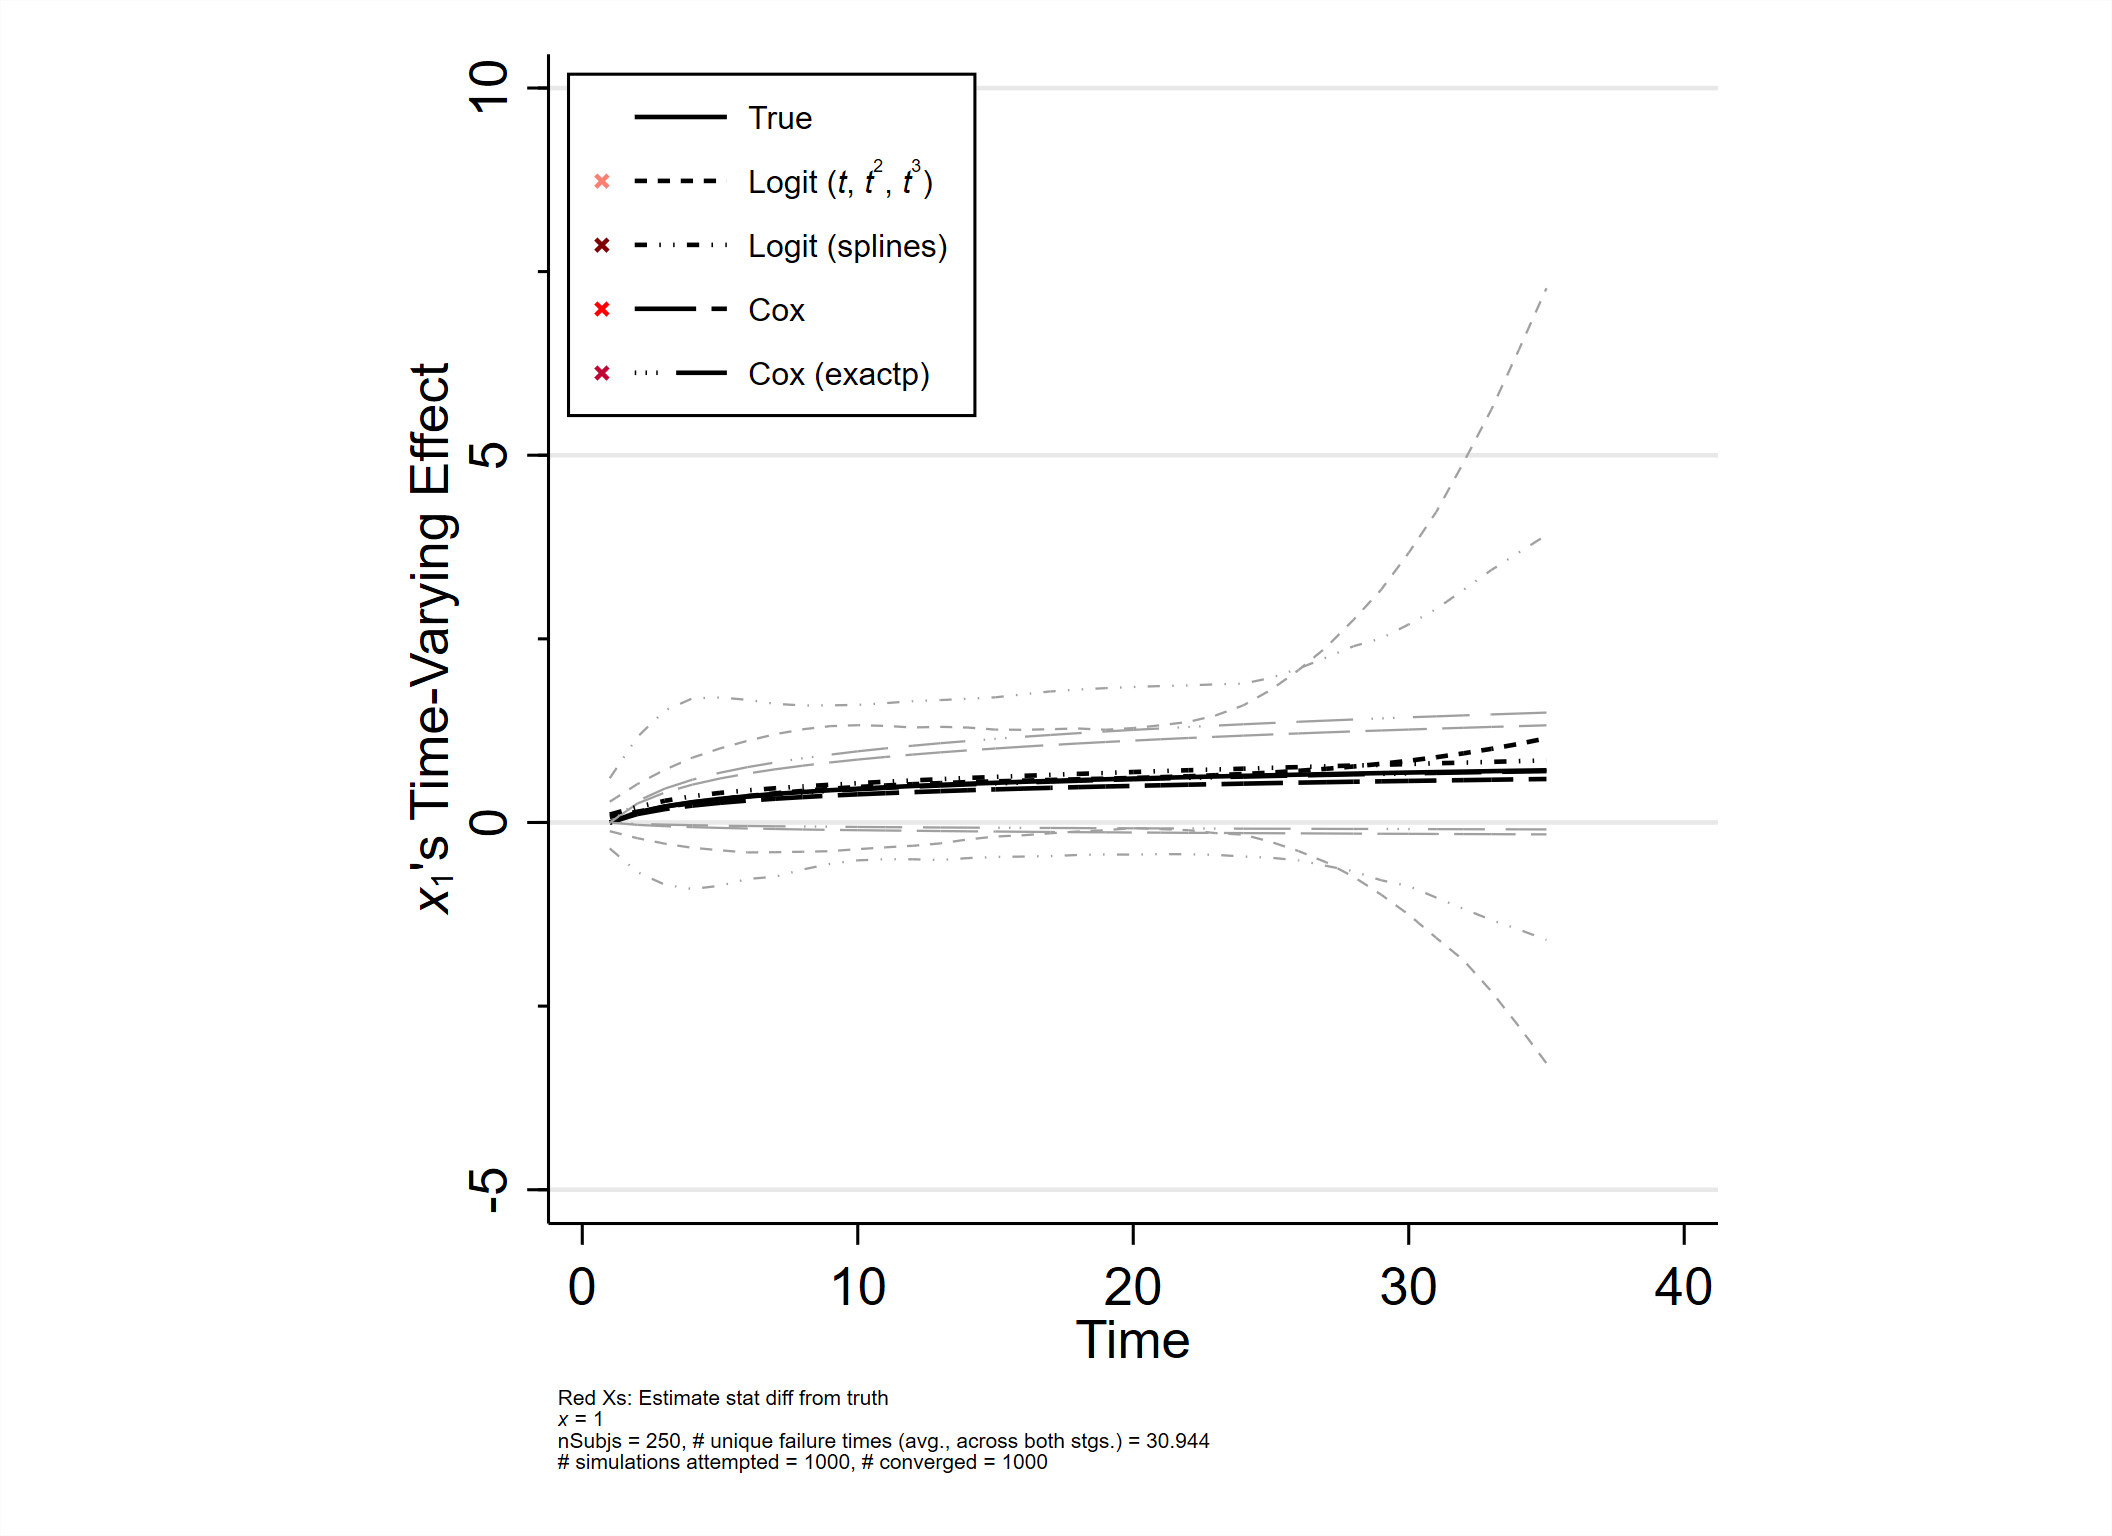 10
5
0
-5
x₁'s Time-Varying Effect
True
Logit (t, t², t³)
Logit (splines)
Cox
Cox (exactp)
0 10 20 30 40
Time
Red Xs: Estimate stat diff from truth
x = 1
nSubjs = 250, # unique failure times (avg., across both stgs.) = 30.944
# simulations attempted = 1000, # converged = 1000